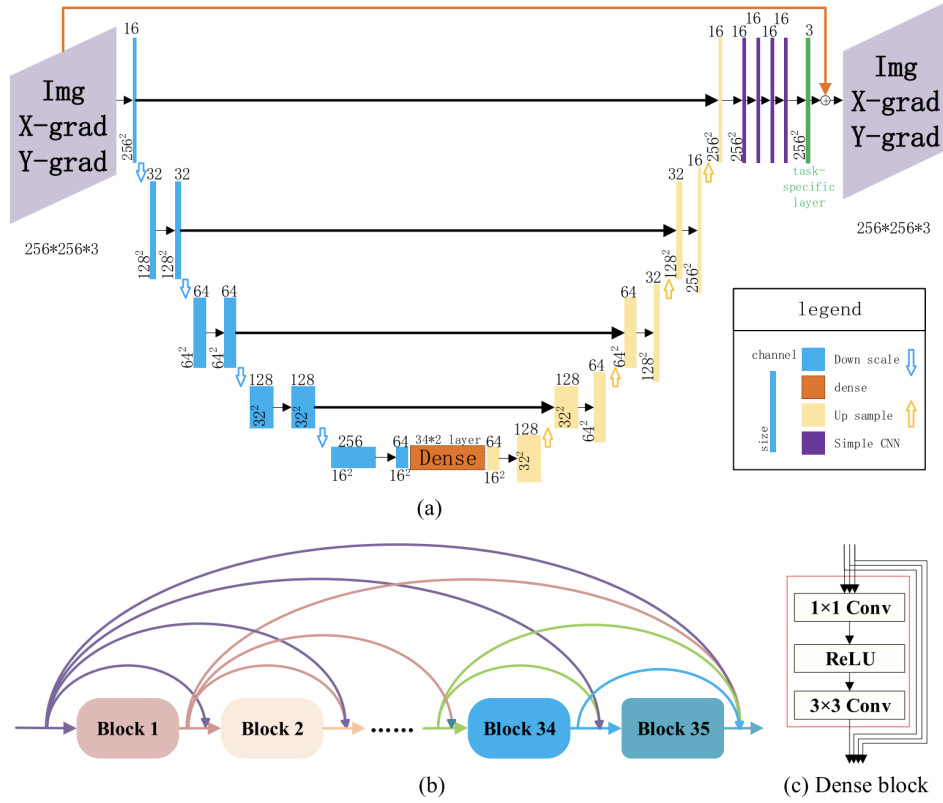 16
16 16 16 16 16 3
Img
X-grad
Y-grad
256*256*3
256²
256² 256² 256²
task-
specific
layer
Img
X-grad
Y-grad
256*256*3
32 32
128² 128²
32 16
128² 256²
64 64
64² 64²
64 32
64² 128²
128 128
32² 32²
128 64
32² 64²
256 64 34*2 layer 64 128
Dense
16² 16² 16² 32²
legend
channel
size
Down scale
dense
Up sample
Simple CNN
(a)
Block 1
Block 2
......
Block 34
Block 35
(b)
1×1 Conv
ReLU
3×3 Conv
(c) Dense block